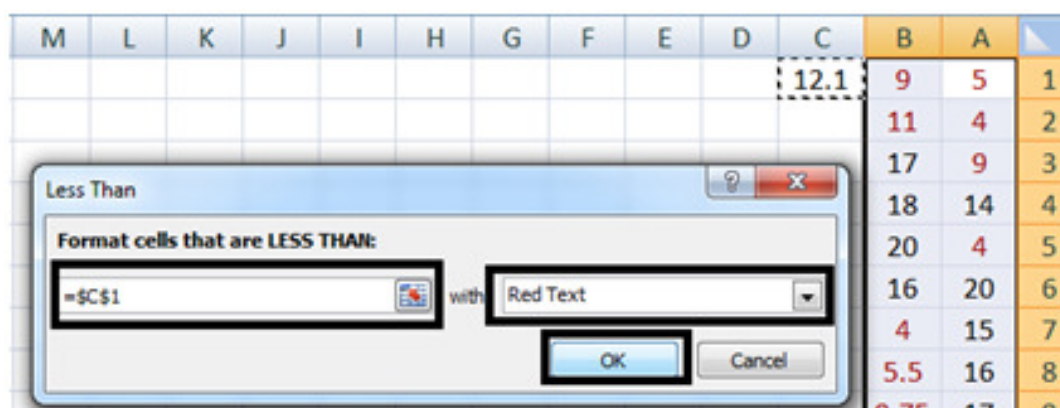 M L K J I H G F E D C B A
12.1 9 5 1
11 4 2
17 9 3
Less Than
18 14 4
Format cells that are LESS THAN:
20 4 5
=$C$1 with Red Text
16 20 6
4 15 7
OK Cancel
5.5 16 8